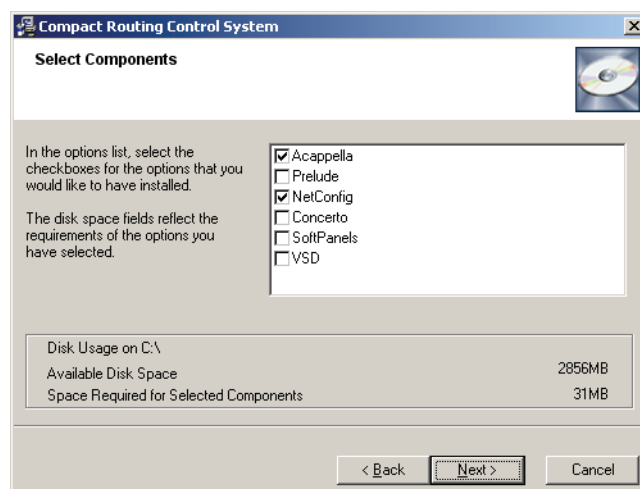 Compact Routing Control System
Select Components
In the options list, select the
checkboxes for the options that you
would like to have installed.
The disk space fields reflect the
requirements of the options you
have selected.
Acappella
Prelude
NetConfig
Concerto
SoftPanels
VSD
Disk Usage on C:\
Available Disk Space 2856MB
Space Required for Selected Components 31MB
< Back Next > Cancel